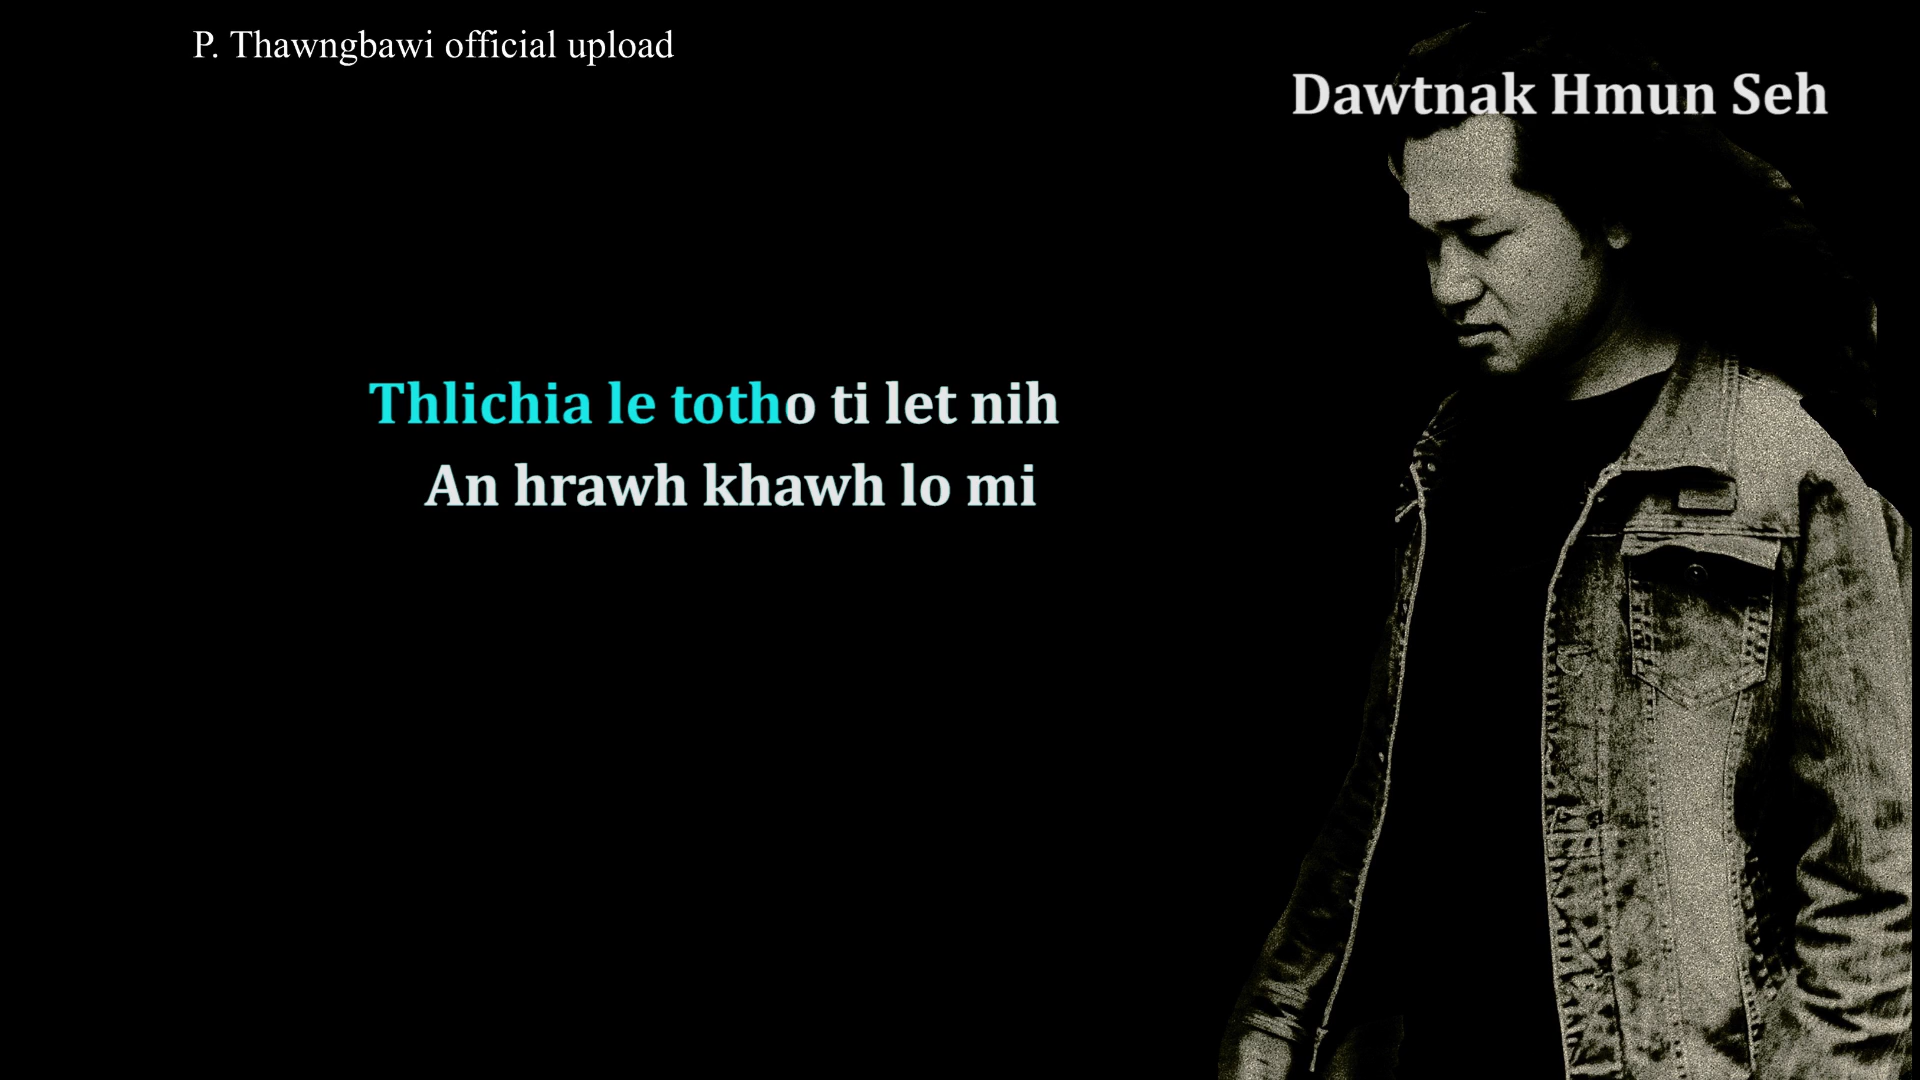 P. Thawngbawi official upload
Dawtnak Hmun Seh
Thlichia le totho ti let nih
An hrawh khawh lo mi